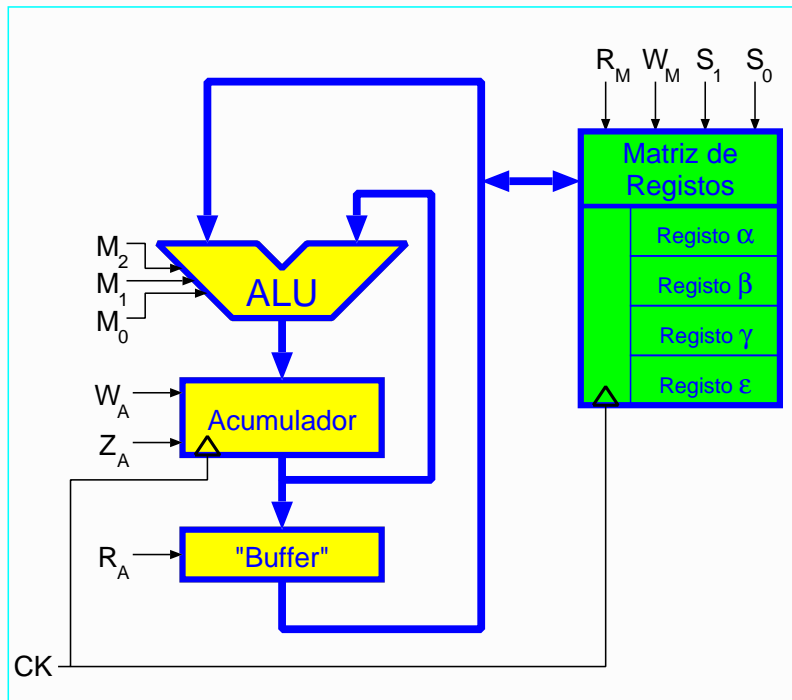 R_M W_M S_1 S_0
Matriz de
Registos
Registo α
Registo β
Registo γ
Registo ε
M_2
M_1
M_0
ALU
W_A
Z_A
Acumulador
R_A
"Buffer"
CK